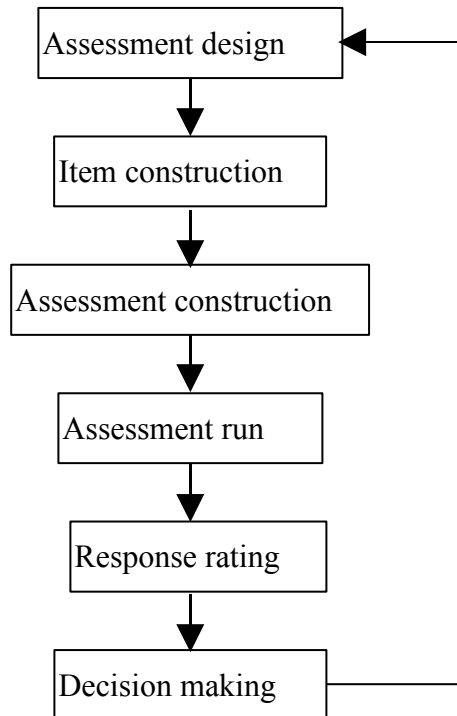 Assessment design
Item construction
Assessment construction
Assessment run
Response rating
Decision making